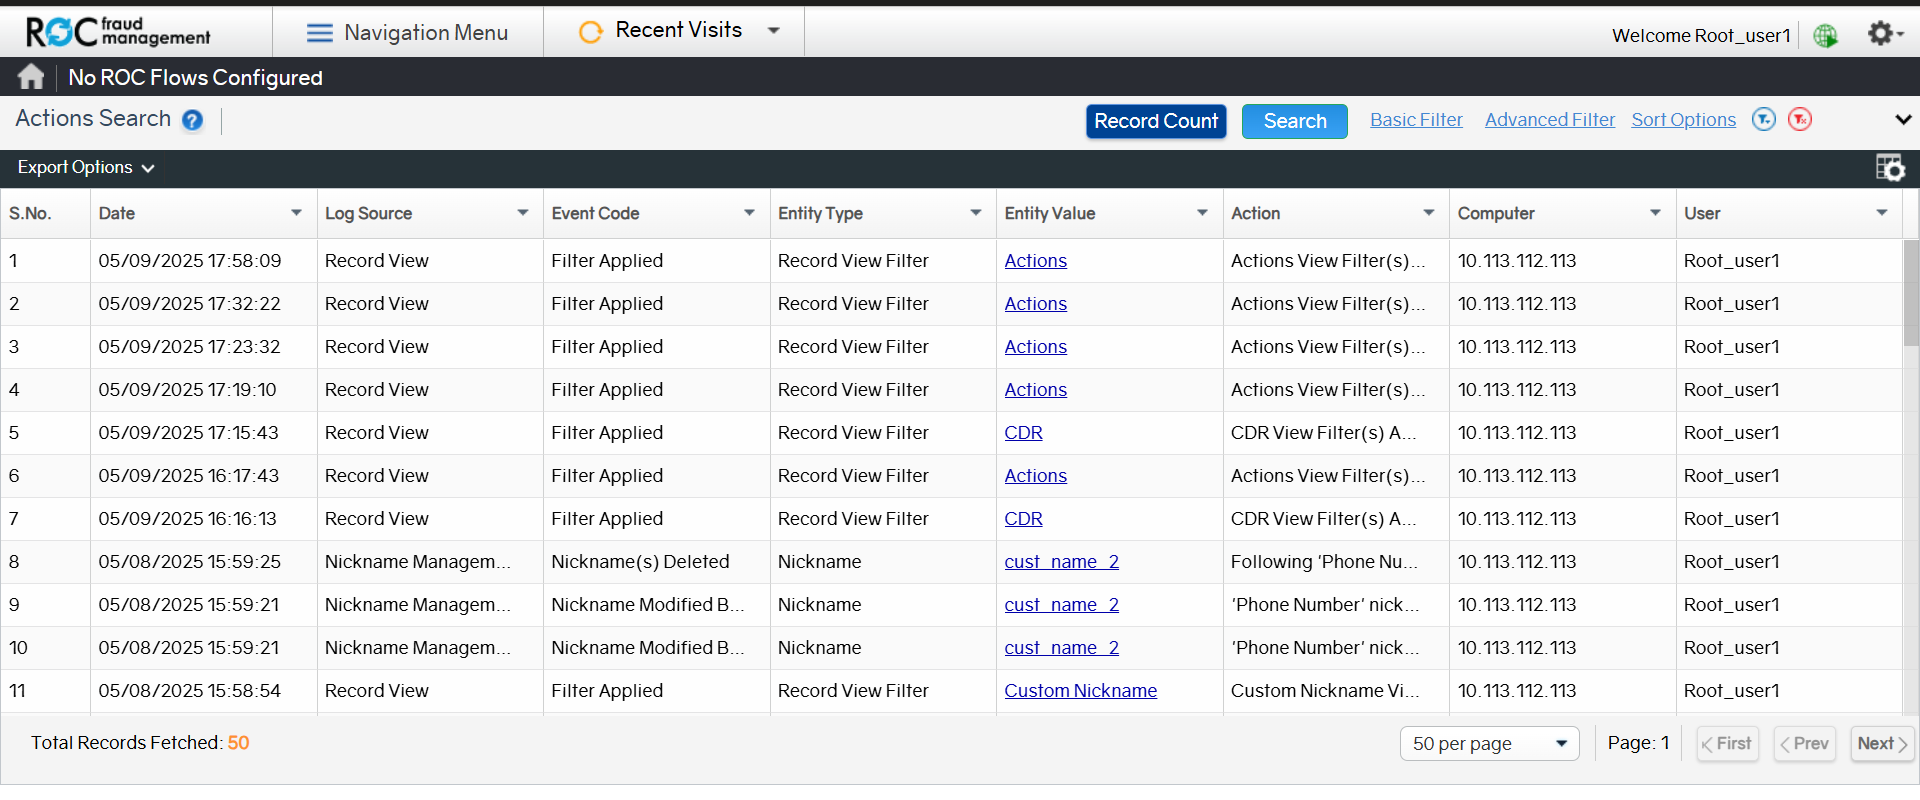 ROC fraud management
Navigation Menu
Recent Visits
Welcome Root_user1
No ROC Flows Configured
Actions Search ?
Record Count Search Basic Filter Advanced Filter Sort Options
Export Options
S.No. Date Log Source Event Code Entity Type Entity Value Action Computer User
1 05/09/2025 17:58:09 Record View Filter Applied Record View Filter Actions Actions View Filter(s)... 10.113.112.113 Root_user1
2 05/09/2025 17:32:22 Record View Filter Applied Record View Filter Actions Actions View Filter(s)... 10.113.112.113 Root_user1
3 05/09/2025 17:23:32 Record View Filter Applied Record View Filter Actions Actions View Filter(s)... 10.113.112.113 Root_user1
4 05/09/2025 17:19:10 Record View Filter Applied Record View Filter Actions Actions View Filter(s)... 10.113.112.113 Root_user1
5 05/09/2025 17:15:43 Record View Filter Applied Record View Filter CDR CDR View Filter(s) A... 10.113.112.113 Root_user1
6 05/09/2025 16:17:43 Record View Filter Applied Record View Filter Actions Actions View Filter(s)... 10.113.112.113 Root_user1
7 05/09/2025 16:16:13 Record View Filter Applied Record View Filter CDR CDR View Filter(s) A... 10.113.112.113 Root_user1
8 05/08/2025 15:59:25 Nickname Managem... Nickname(s) Deleted Nickname cust_name_2 Following 'Phone Nu... 10.113.112.113 Root_user1
9 05/08/2025 15:59:21 Nickname Managem... Nickname Modified B... Nickname cust_name_2 'Phone Number' nick... 10.113.112.113 Root_user1
10 05/08/2025 15:59:21 Nickname Managem... Nickname Modified B... Nickname cust_name_2 'Phone Number' nick... 10.113.112.113 Root_user1
11 05/08/2025 15:58:54 Record View Filter Applied Record View Filter Custom Nickname Custom Nickname Vi... 10.113.112.113 Root_user1
Total Records Fetched: 50
50 per page Page: 1 First Prev Next